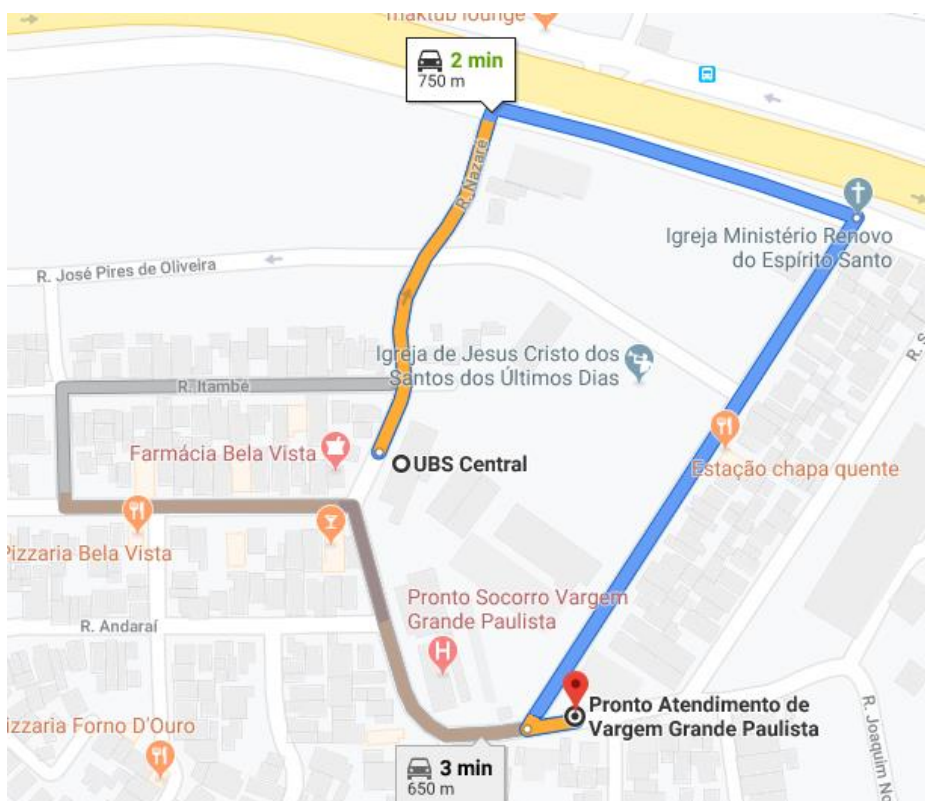 maktub lounge
2 min
750 m
R. Nazaré
Igreja Ministério Renovo
do Espírito Santo
R. José Pires de Oliveira
Igreja de Jesus Cristo dos
Santos dos Últimos Dias
R. S
R. Itambé
Farmácia Bela Vista
UBS Central
Estação chapa quente
Pizzaria Bela Vista
Pronto Socorro Vargem
Grande Paulista
H
R. Andaraí
Pronto Atendimento de
Vargem Grande Paulista
R. Joaquim No
izzaria Forno D'Ouro
3 min
650 m